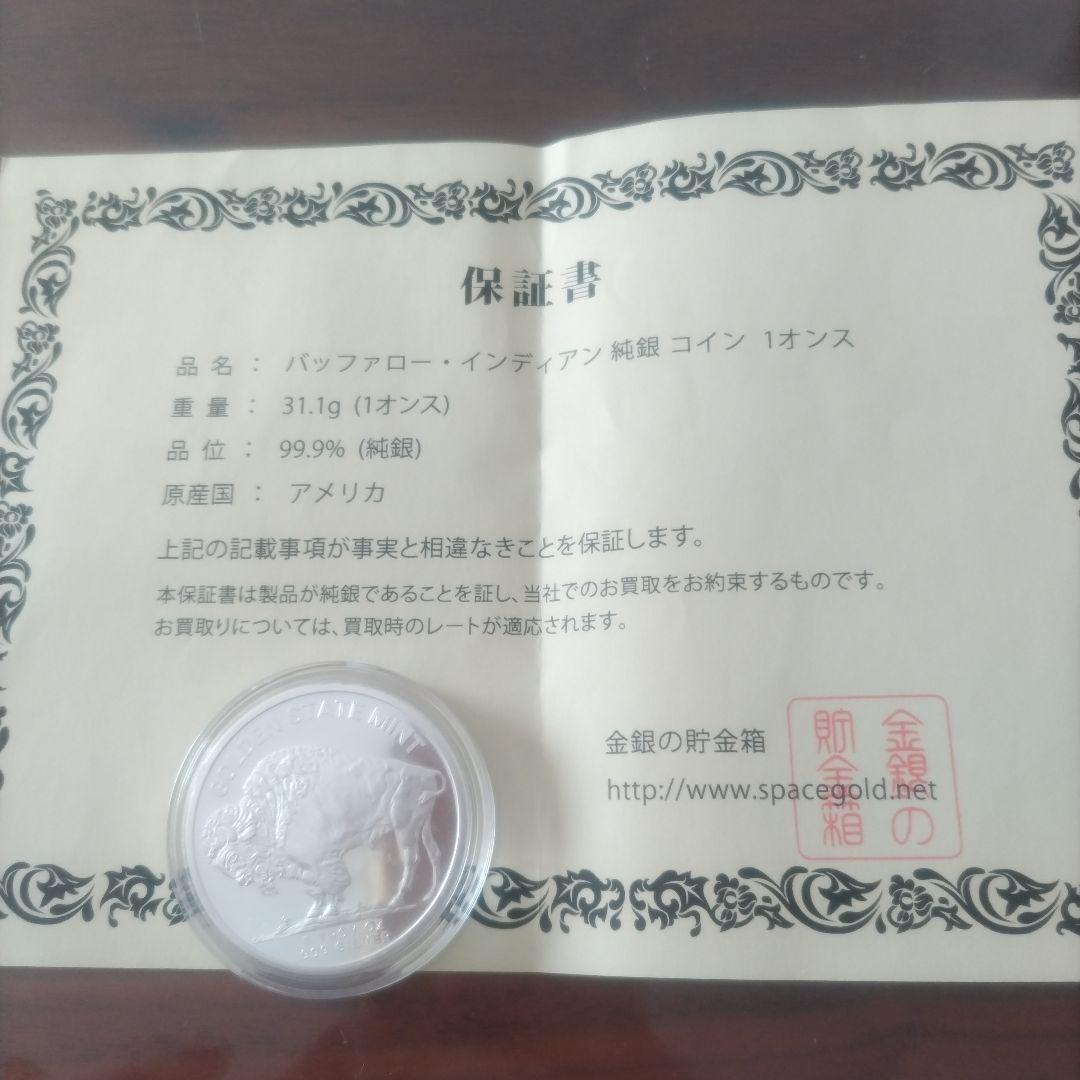 保証書
品名： バッファロー・インディアン 純銀 コイン 1オンス
重量： 31.1g (1オンス)
品位： 99.9% (純銀)
原産国： アメリカ
上記の記載事項が事実と相違なきことを保証します。
本保証書は製品が純銀であることを証し、当社でのお買取をお約束するものです。
お買取りについては、買取時のレートが適応されます。
金銀の貯金箱
http://www.spacegold.net
金銀の
貯金箱
GOLDEN STATE MINT
OZ
999 SILVER